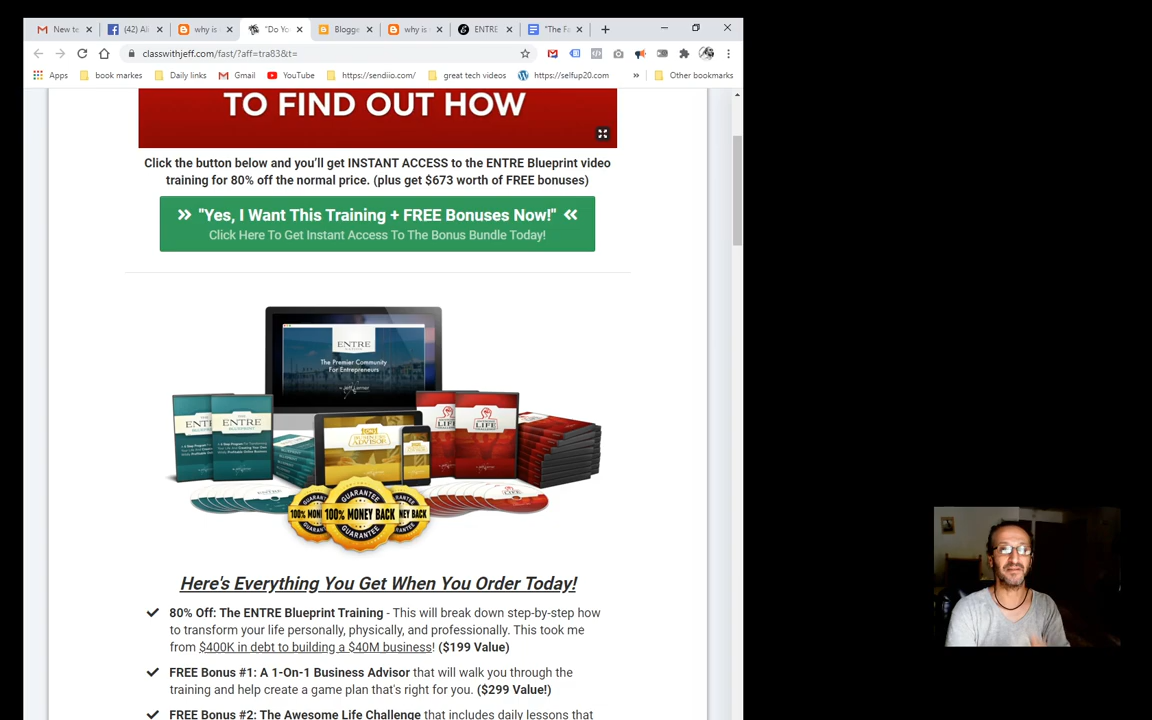 New te
(42) Ali
why is
"Do Yo
Blogge
why is
ENTRE
"The Fa
classwithjeff.com/fast/?aff=tra83&t=
Apps
book markes
Daily links
Gmail
YouTube
https://sendiio.com/
great tech videos
https://selfup20.com
»
Other bookmarks
TO FIND OUT HOW
Click the button below and you'll get INSTANT ACCESS to the ENTRE Blueprint video
training for 80% off the normal price. (plus get $673 worth of FREE bonuses)
"Yes, I Want This Training + FREE Bonuses Now!"
Click Here To Get Instant Access To The Bonus Bundle Today!
ENTRE
The Premier Community
For Entrepreneurs
ENTRE
LIFE
LIFE
ADVISOR
GUARANTEE
100% MONEY BACK
GUARANTEE
Here's Everything You Get When You Order Today!
80% Off: The ENTRE Blueprint Training - This will break down step-by-step how
to transform your life personally, physically, and professionally. This took me
from $400K in debt to building a $40M business! ($199 Value)
FREE Bonus #1: A 1-On-1 Business Advisor that will walk you through the
training and help create a game plan that's right for you. ($299 Value!)
FREE Bonus #2: The Awesome Life Challenge that includes daily lessons that